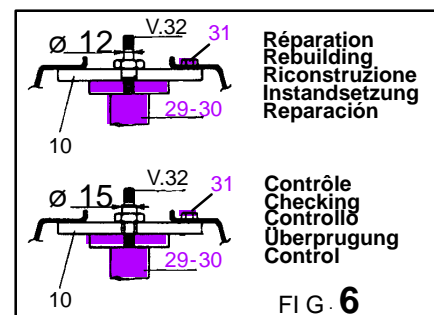 V.32
31
Ø 12
29-30
10
Réparation
Rebuilding
Riconstruzione
Instandsetzung
Reparación
V.32
31
Ø 15
29-30
10
Contrôle
Checking
Controllo
Überprugung
Control
FIG. 6